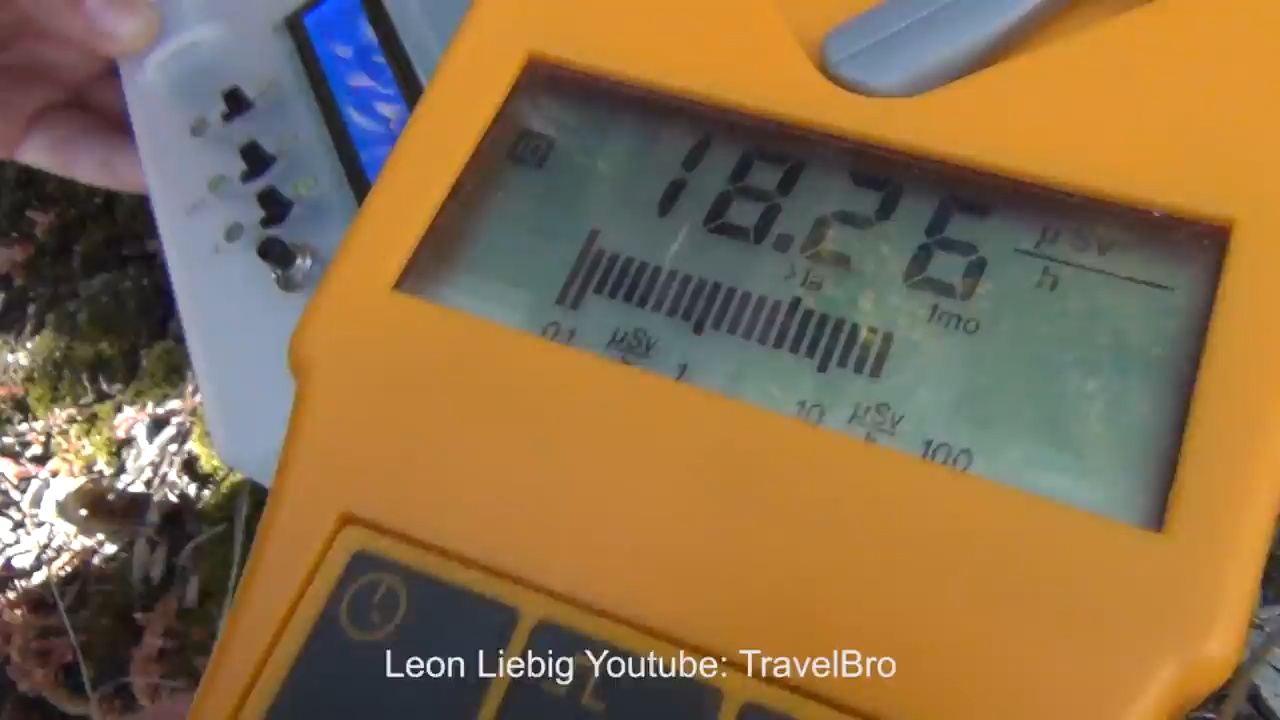 18.26 µSv/h
>1a
1mo
0.1 µSv/h 1 10 µSv/h 100
Leon Liebig Youtube: TravelBro